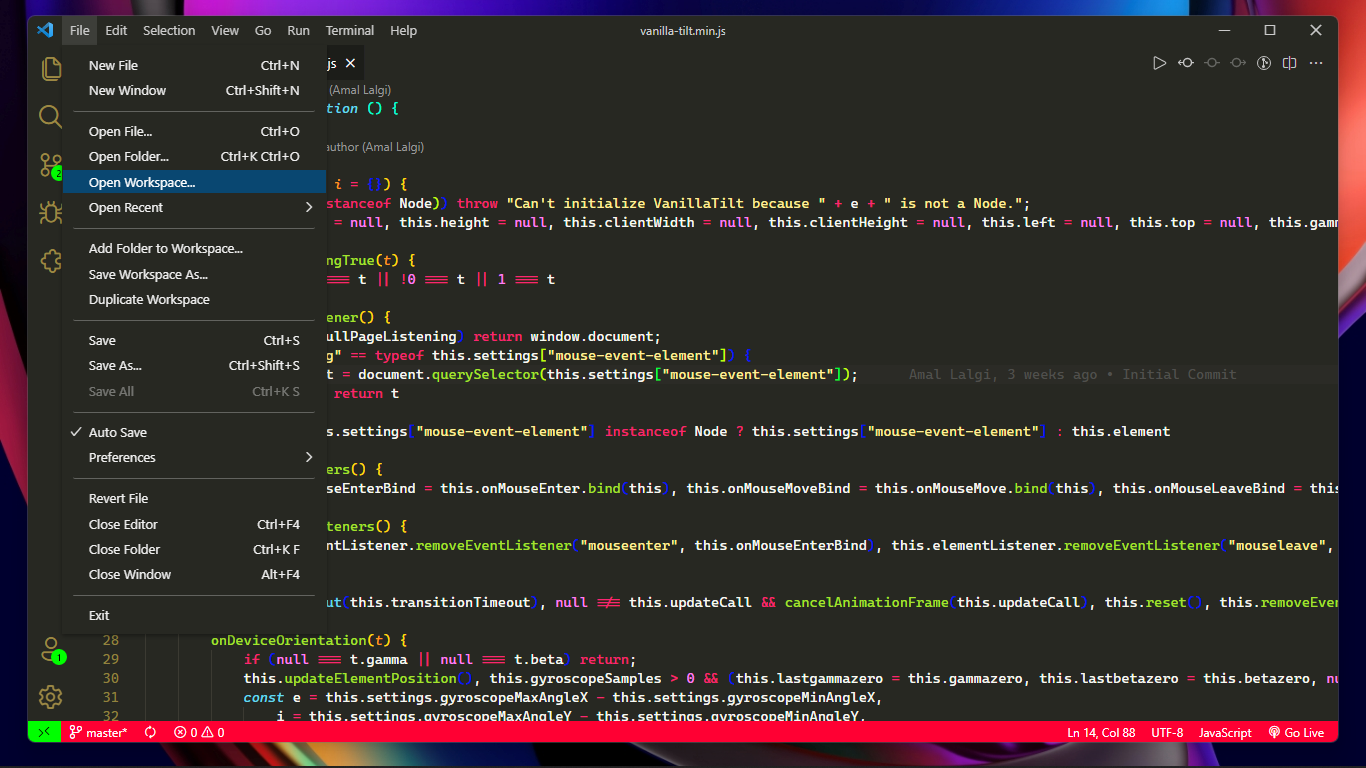 File Edit Selection View Go Run Terminal Help vanilla-tilt.min.js
New File Ctrl+N
New Window Ctrl+Shift+N
Open File... Ctrl+O
Open Folder... Ctrl+K Ctrl+O
Open Workspace...
Open Recent
Add Folder to Workspace...
Save Workspace As...
Duplicate Workspace
Save Ctrl+S
Save As... Ctrl+Shift+S
Save All Ctrl+K S
Auto Save
Preferences
Revert File
Close Editor Ctrl+F4
Close Folder Ctrl+K F
Close Window Alt+F4
Exit
2
1
js
(Amal Lalgi)
tion () {
author (Amal Lalgi)
i = {}) {
stanceof Node)) throw "Can't initialize VanillaTilt because " + e + " is not a Node.";
= null, this.height = null, this.clientWidth = null, this.clientHeight = null, this.left = null, this.top = null, this.gamm
ngTrue(t) {
=== t || !0 === t || 1 === t
ener() {
ullPageListening) return window.document;
g" == typeof this.settings["mouse-event-element"]) {
t = document.querySelector(this.settings["mouse-event-element"]); Amal Lalgi, 3 weeks ago • Initial Commit
return t
s.settings["mouse-event-element"] instanceof Node ? this.settings["mouse-event-element"] : this.element
ers() {
seEnterBind = this.onMouseEnter.bind(this), this.onMouseMoveBind = this.onMouseMove.bind(this), this.onMouseLeaveBind = this
teners() {
ntListener.removeEventListener("mouseenter", this.onMouseEnterBind), this.elementListener.removeEventListener("mouseleave",
ut(this.transitionTimeout), null !== this.updateCall && cancelAnimationFrame(this.updateCall), this.reset(), this.removeEven
28 onDeviceOrientation(t) {
29 if (null === t.gamma || null === t.beta) return;
30 this.updateElementPosition(), this.gyroscopeSamples > 0 && (this.lastgammazero = this.gammazero, this.lastbetazero = this.betazero, nu
31 const e = this.settings.gyroscopeMaxAngleX - this.settings.gyroscopeMinAngleX,
32 i = this.settings.gyroscopeMaxAngleY - this.settings.gyroscopeMinAngleY,
master* 0 0 Ln 14, Col 88 UTF-8 JavaScript Go Live